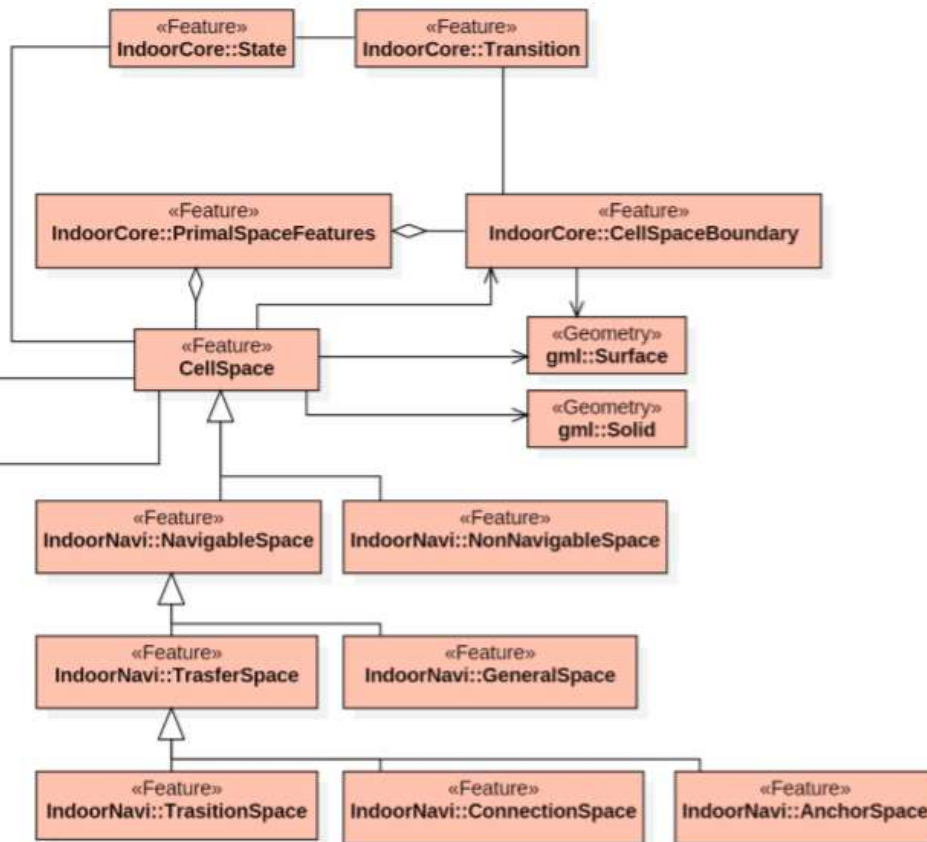 «Feature»
IndoorCore::State
«Feature»
IndoorCore::Transition
«Feature»
IndoorCore::PrimalSpaceFeatures
«Feature»
IndoorCore::CellSpaceBoundary
«Feature»
CellSpace
«Geometry»
gml::Surface
«Geometry»
gml::Solid
«Feature»
IndoorNavi::NavigableSpace
«Feature»
IndoorNavi::NonNavigableSpace
«Feature»
IndoorNavi::TrasferSpace
«Feature»
IndoorNavi::GeneralSpace
«Feature»
IndoorNavi::TrasitionSpace
«Feature»
IndoorNavi::ConnectionSpace
«Feature»
IndoorNavi::AnchorSpace